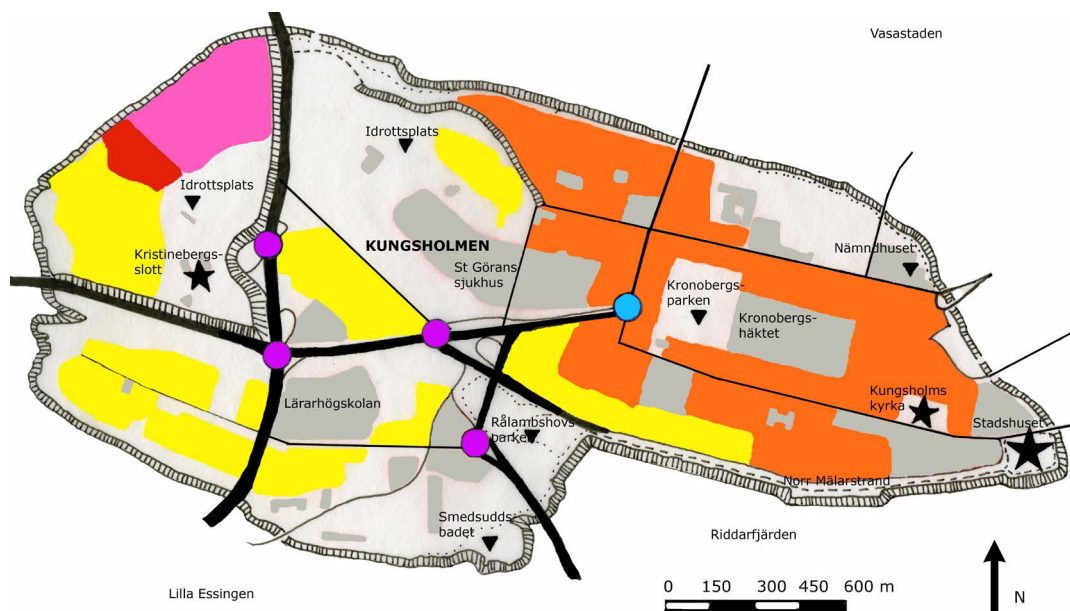 Vasastaden
Idrottsplats
Idrottsplats
KUNGSHOLMEN
Kristinebergs-
slott
St Görans
sjukhus
Nämndhuset
Kronobergs-
parken
Kronobergs-
häktet
Lärarhögskolan
Kungsholms
kyrka
Stadshuset
Rålambshovs
parken
Norr Mälarstrand
Smedsudds
badet
Riddarfjärden
Lilla Essingen
0 150 300 450 600 m
N